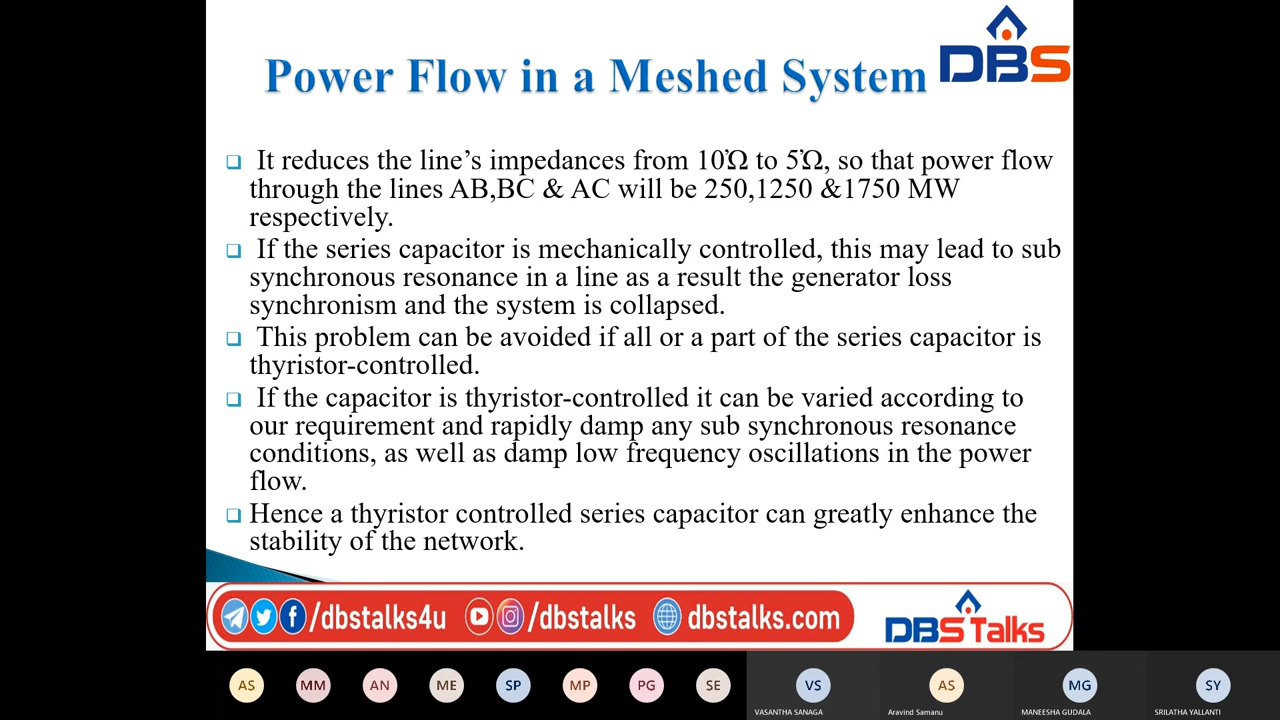 Power Flow in a Meshed System
DBS
It reduces the line's impedances from 10Ώ to 5Ώ, so that power flow
through the lines AB,BC & AC will be 250,1250 &1750 MW
respectively.
If the series capacitor is mechanically controlled, this may lead to sub
synchronous resonance in a line as a result the generator loss
synchronism and the system is collapsed.
This problem can be avoided if all or a part of the series capacitor is
thyristor-controlled.
If the capacitor is thyristor-controlled it can be varied according to
our requirement and rapidly damp any sub synchronous resonance
conditions, as well as damp low frequency oscillations in the power
flow.
Hence a thyristor controlled series capacitor can greatly enhance the
stability of the network.
/dbstalks4u /dbstalks dbstalks.com
DBS Talks
AS MM AN ME SP MP PG SE VS AS MG SY
VASANTHA SANAGA Aravind Samanu MANEESHA GUDALA SRILATHA YALLANTI